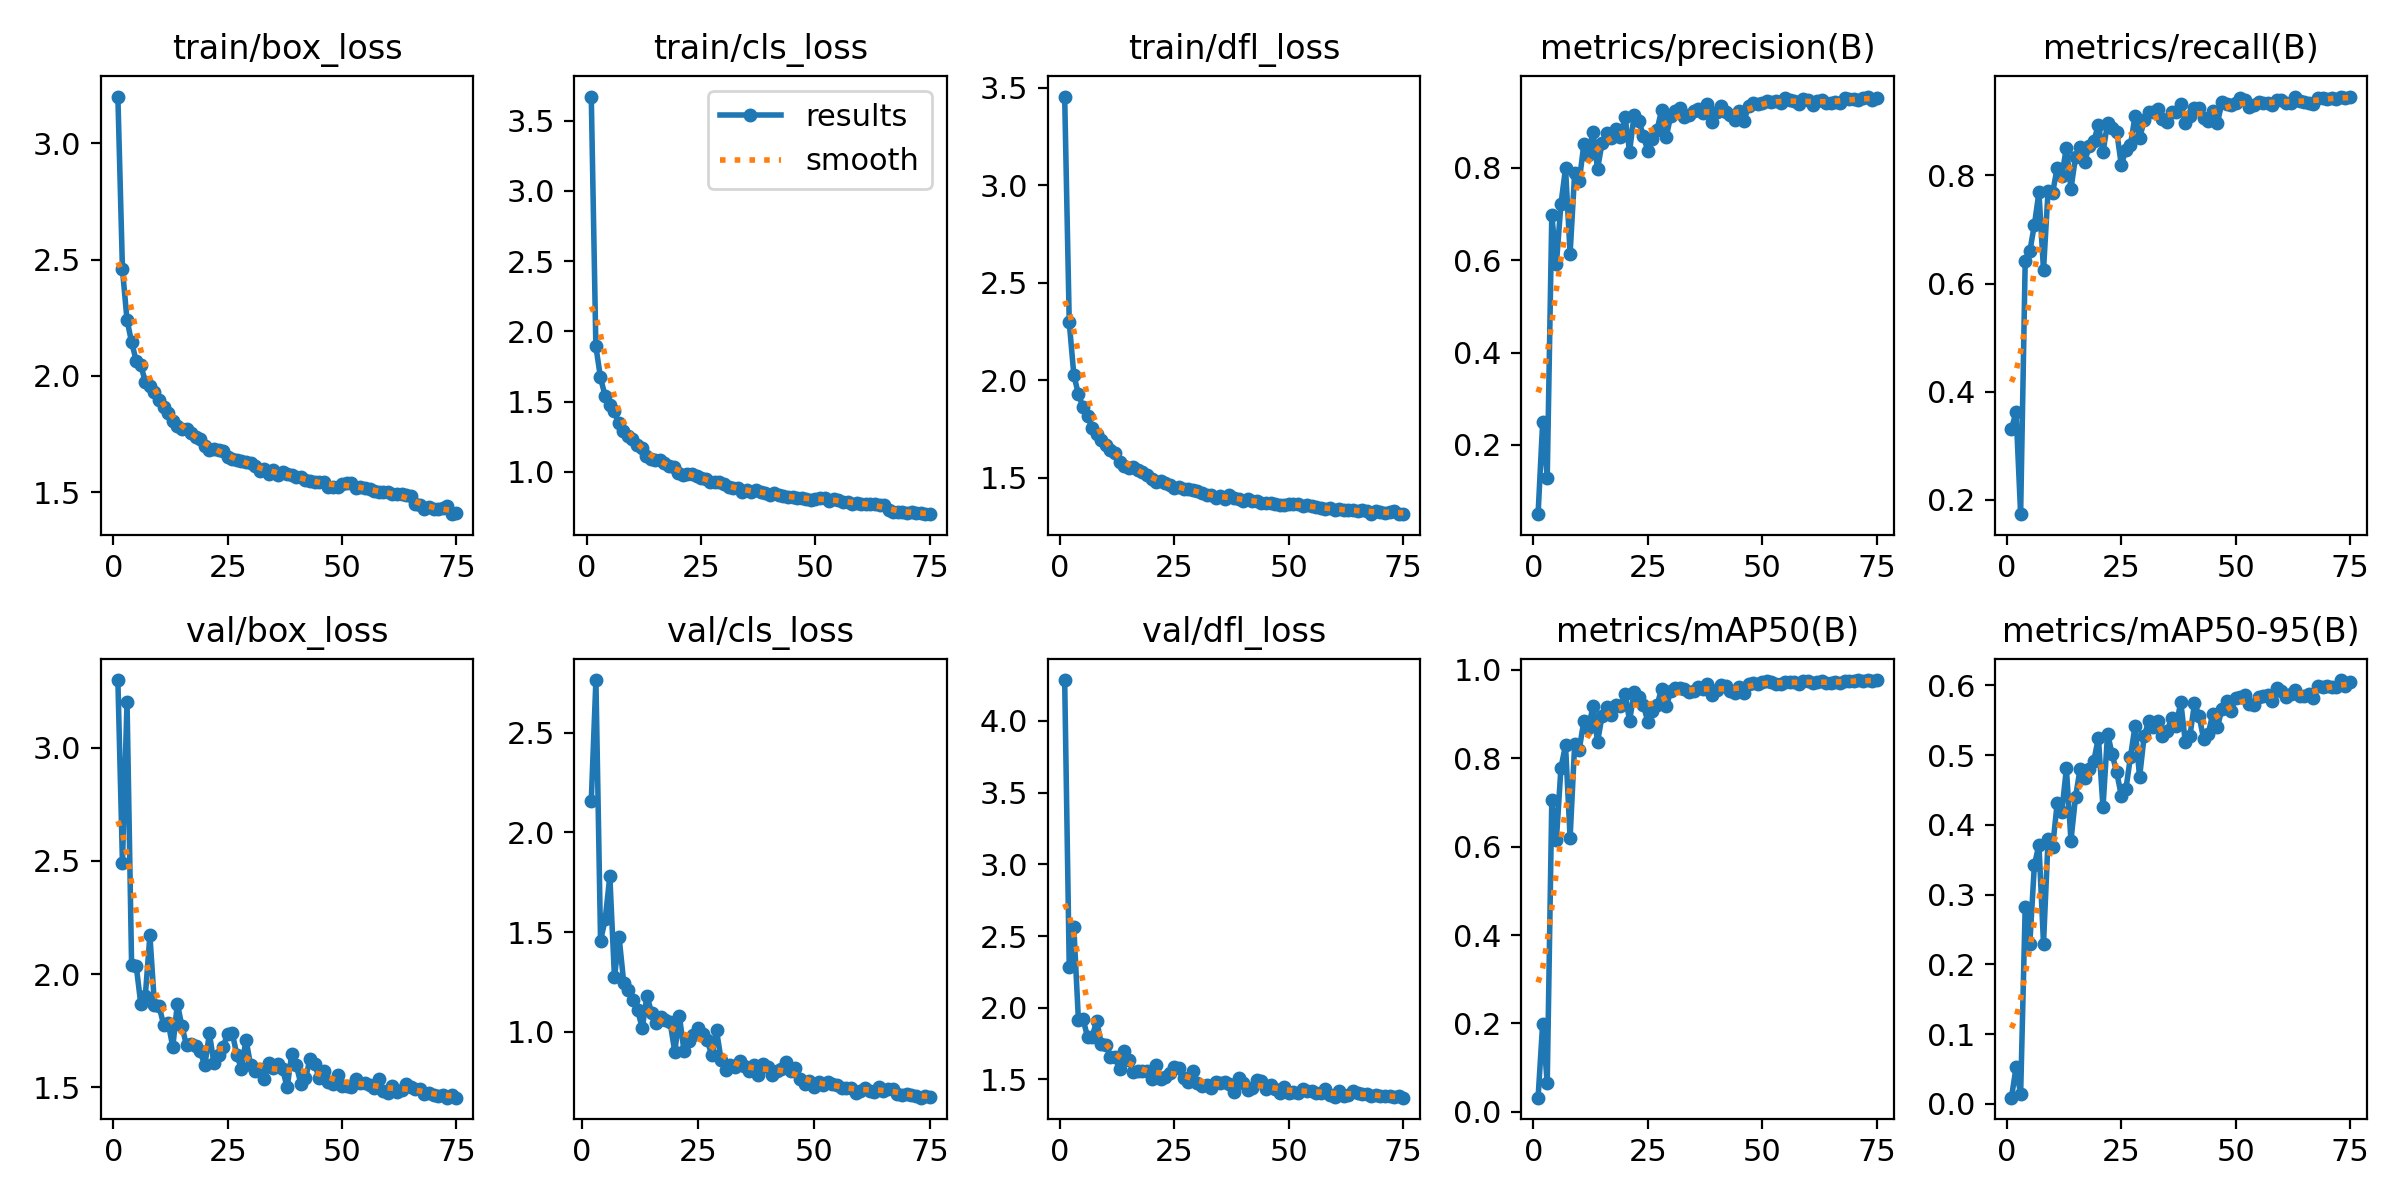 train/box_loss
3.0
2.5
2.0
1.5
0 25 50 75
train/cls_loss
results
smooth
3.5
3.0
2.5
2.0
1.5
1.0
0 25 50 75
train/dfl_loss
3.5
3.0
2.5
2.0
1.5
0 25 50 75
metrics/precision(B)
0.8
0.6
0.4
0.2
0 25 50 75
metrics/recall(B)
0.8
0.6
0.4
0.2
0 25 50 75
val/box_loss
3.0
2.5
2.0
1.5
0 25 50 75
val/cls_loss
2.5
2.0
1.5
1.0
0 25 50 75
val/dfl_loss
4.0
3.5
3.0
2.5
2.0
1.5
0 25 50 75
metrics/mAP50(B)
1.0
0.8
0.6
0.4
0.2
0.0
0 25 50 75
metrics/mAP50-95(B)
0.6
0.5
0.4
0.3
0.2
0.1
0.0
0 25 50 75